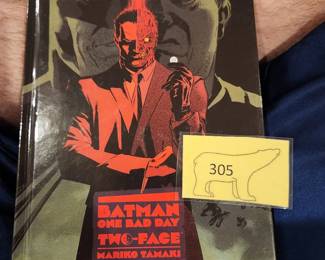 BATMAN
ONE BAD DAY
TWO-FACE
MARIKO TAMAKI
305